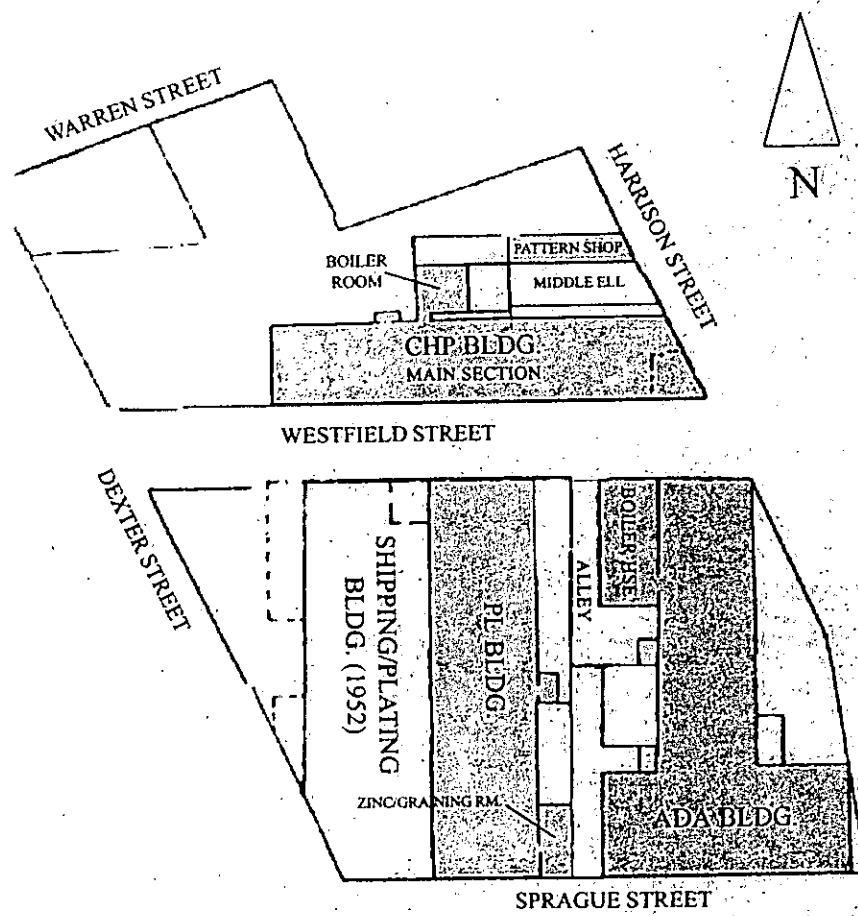 WARREN STREET
HARRISON STREET
N
PATTERN SHOP
BOILER
ROOM
MIDDLE ELL
CHP BLDG.
MAIN SECTION
WESTFIELD STREET
DEXTER STREET
SHIPPING/PLATING
BLDG. (1952)
PL BLDG.
ALLEY
BOILER HSE
ZINC/GRAINING RM.
ADA BLDG
SPRAGUE STREET